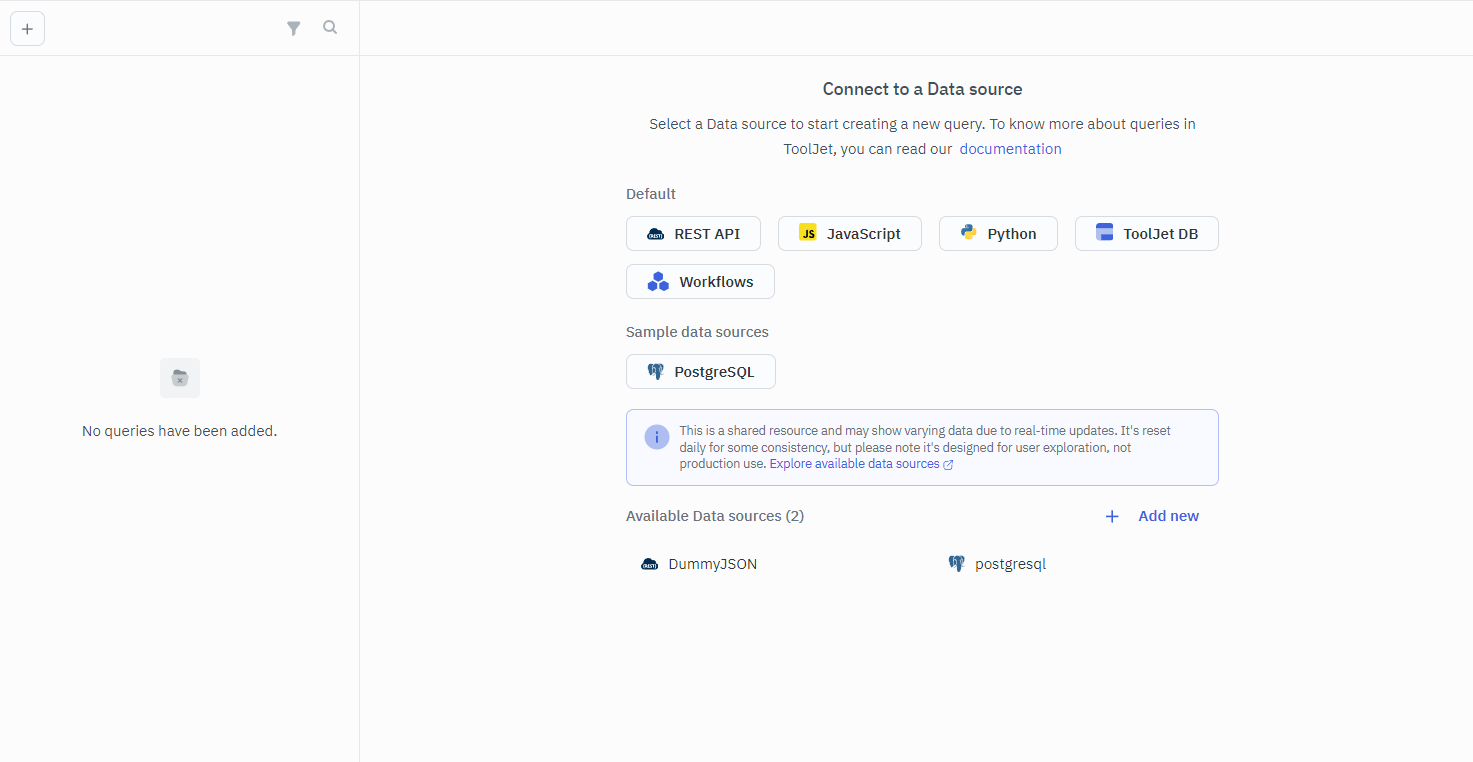 Connect to a Data source
Select a Data source to start creating a new query. To know more about queries in
ToolJet, you can read our documentation
Default
REST API
JS JavaScript
Python
ToolJet DB
Workflows
Sample data sources
PostgreSQL
This is a shared resource and may show varying data due to real-time updates. It's reset
daily for some consistency, but please note it's designed for user exploration, not
production use. Explore available data sources
Available Data sources (2)
Add new
DummyJSON
postgresql
No queries have been added.